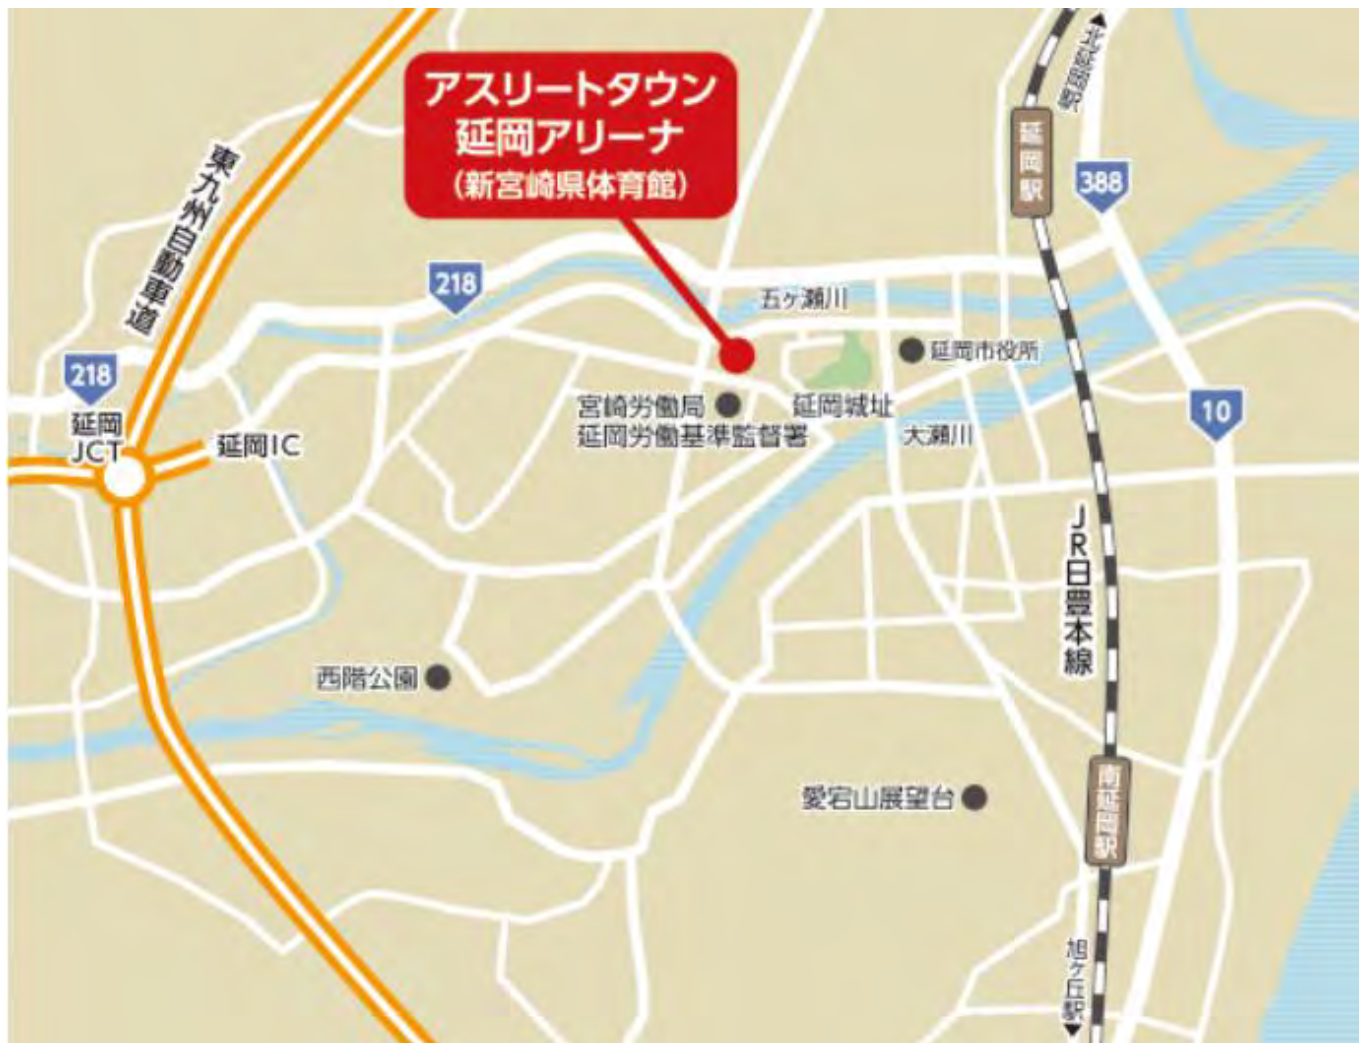 アスリートタウン
延岡アリーナ
(新宮崎県体育館)
東九州自動車道
北延岡駅
延岡駅
388
218
五ヶ瀬川
延岡市役所
218
延岡
JCT
延岡IC
宮崎労働局
延岡労働基準監督署
延岡城址
大瀬川
10
JR日豊本線
西階公園
愛宕山展望台
南延岡駅
旭ヶ丘駅